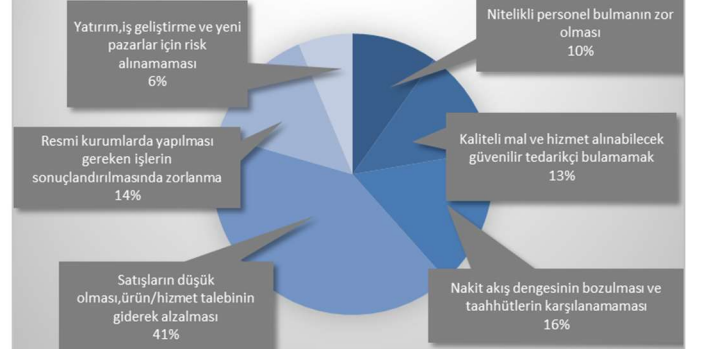 Nitelikli personel bulmanın zor
olması
10%
Kaliteli mal ve hizmet alınabilecek
güvenilir tedarikçi bulamamak
13%
Nakit akış dengesinin bozulması ve
taahhütlerin karşılanamaması
16%
Satışların düşük
olması,ürün/hizmet talebinin
giderek alzalması
41%
Resmi kurumlarda yapılması
gereken işlerin
sonuçlandırılmasında zorlanma
14%
Yatırım,iş geliştirme ve yeni
pazarlar için risk
alınamaması
6%